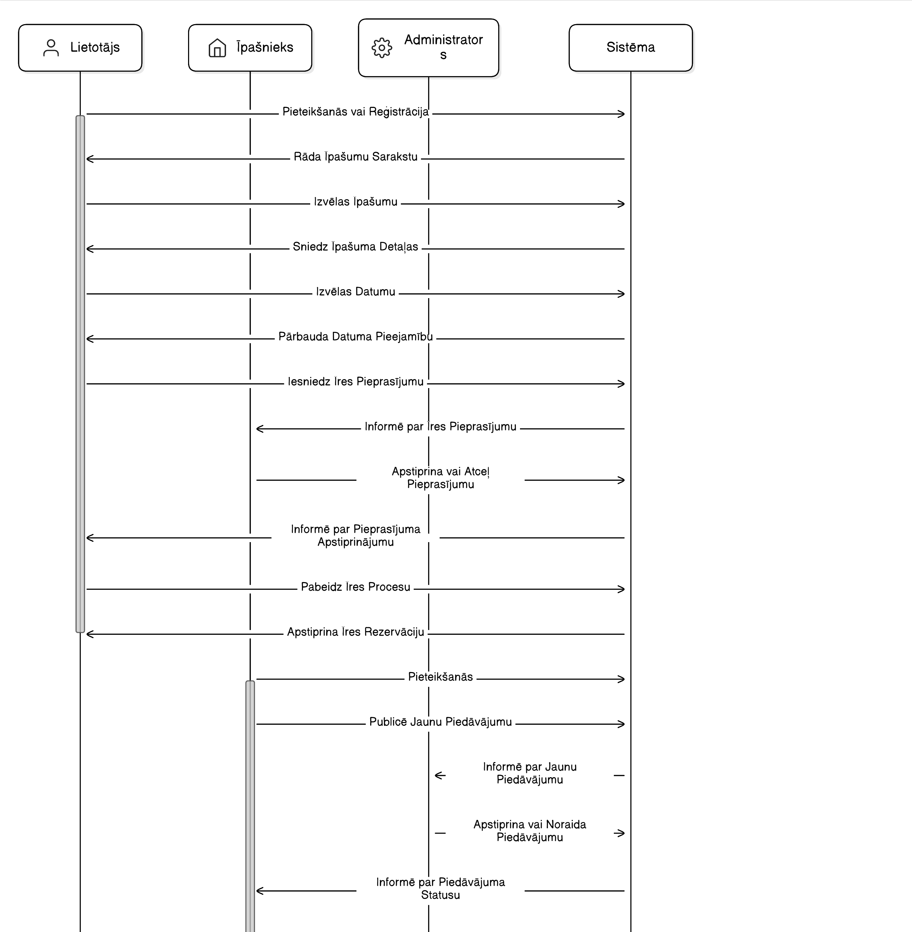 Lietotājs
Īpašnieks
Administrator
s
Sistēma
Pieteikšanās vai Reģistrācija
Rāda Īpašumu Sarakstu
Izvēlas Īpašumu
Sniedz Īpašuma Detaļas
Izvēlas Datumu
Pārbauda Datuma Pieejamību
Iesniedz Īres Pieprasījumu
Informē par Īres Pieprasījumu
Apstiprina vai Atceļ
Pieprasījumu
Informē par Pieprasījuma
Apstiprinājumu
Pabeidz Īres Procesu
Apstiprina Īres Rezervāciju
Pieteikšanās
Publicē Jaunu Piedāvājumu
Informē par Jaunu
Piedāvājumu
Apstiprina vai Noraida
Piedāvājumu
Informē par Piedāvājuma
Statusu